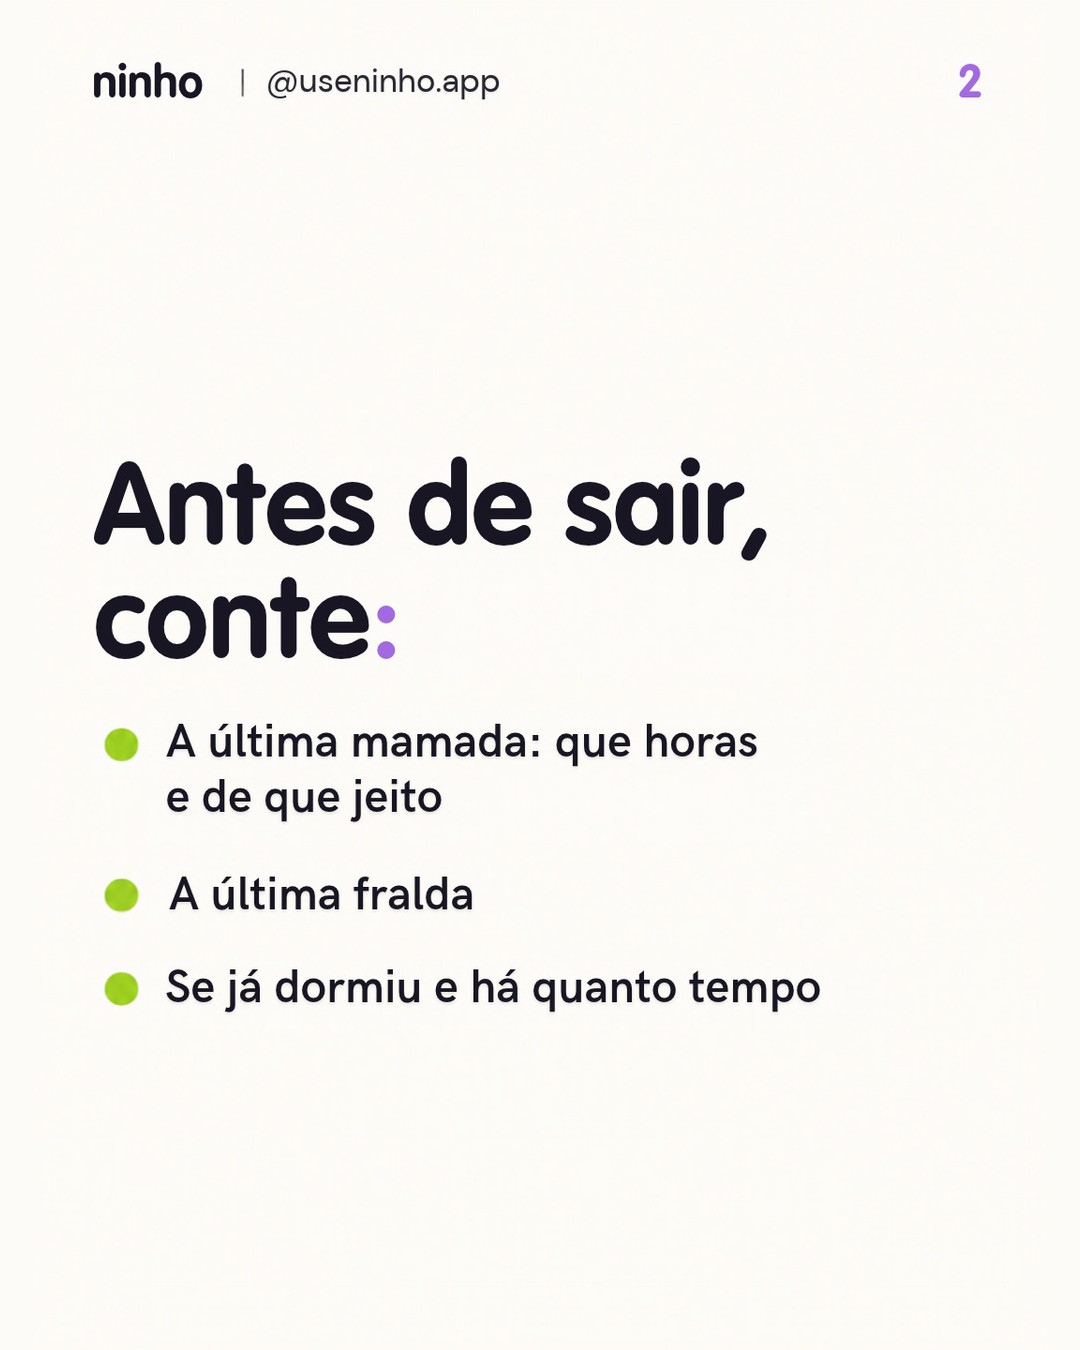 ninho | @useninho.app
2
Antes de sair,
conte:
A última mamada: que horas
e de que jeito
A última fralda
Se já dormiu e há quanto tempo